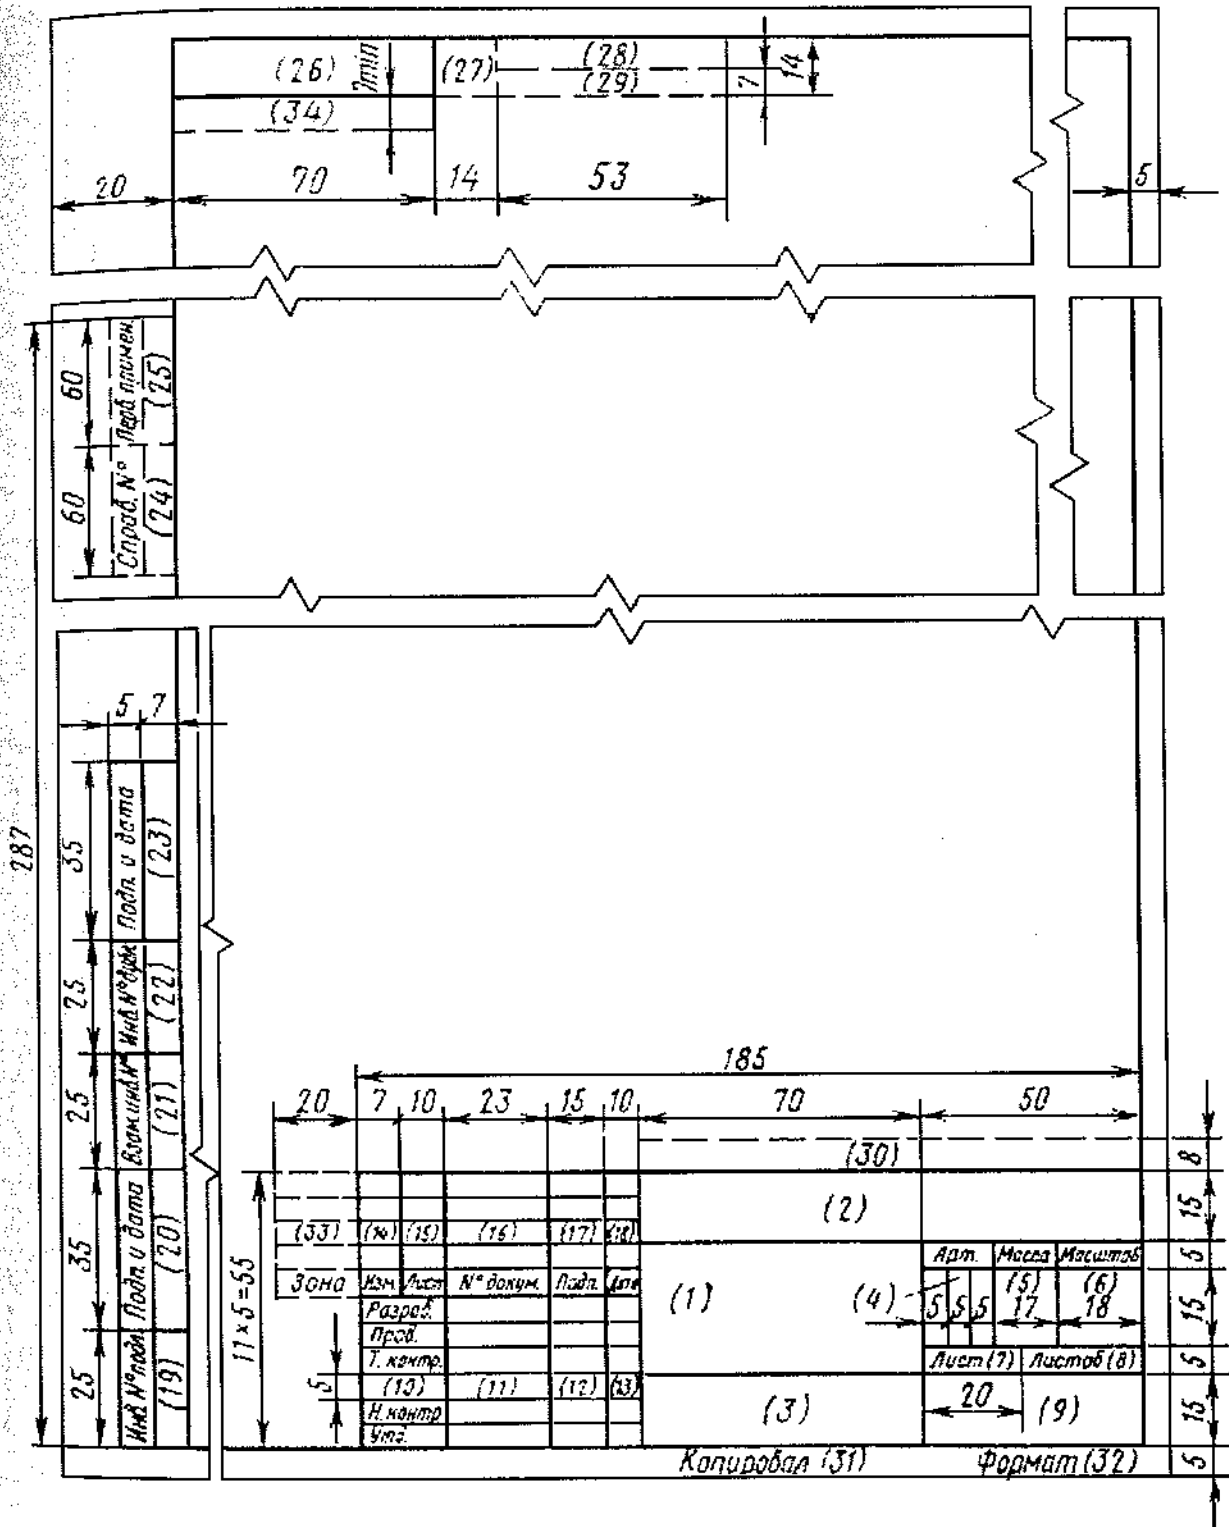 (26) 7min (27) (28) 7 14
(29)
(34)
20 70 14 53 5
60 Перв. примен. (25)
60 Справ. № (24)
287
5 7
35 Подп. и дата (23)
25 Инв. № дубл. (22)
25 Взам. инв. № (21)
35 Подп. и дата (20)
25 Инв. № подл. (19)
185
20 7 10 23 15 10 70 50
(30) 8
(2) 15
(33) (14) (15) (16) (17) (18)
Арт. Масса Масштаб 5
Зона Изм. Лист № докум. Подп. Дата (1) (4) (5) (6)
5 5 5 17 18 15
11×5=55
Разраб.
Пров.
Т. контр. Лист (7) Листов (8) 5
5 (10) (11) (12) (13)
(3) 20 (9) 15
Н. контр.
Утв.
Копировал (31) Формат (32) 5